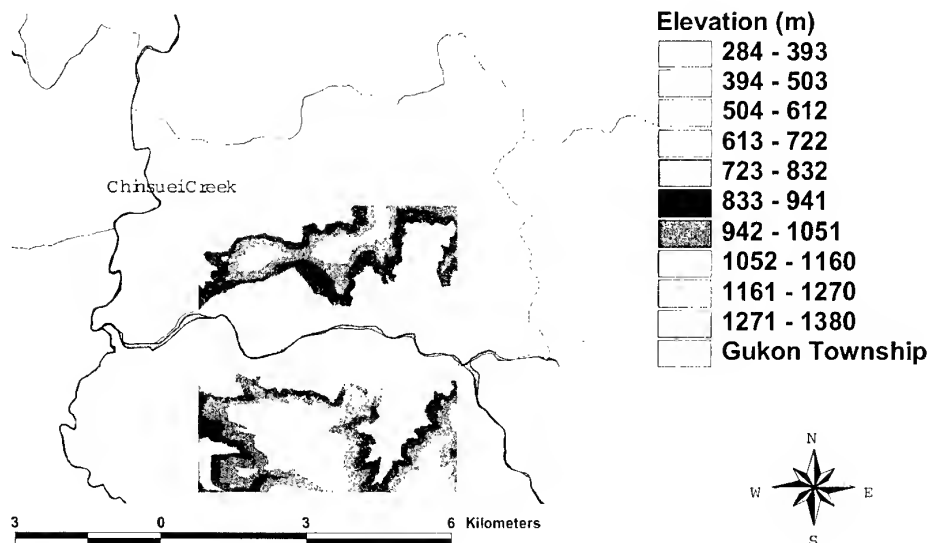 Elevation (m)
284 - 393
394 - 503
504 - 612
613 - 722
723 - 832
833 - 941
942 - 1051
1052 - 1160
1161 - 1270
1271 - 1380
Gukon Township
ChinsueiCreek
N
W
E
S
3 0 3 6 Kilometers